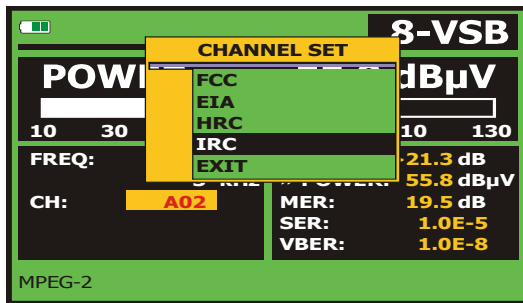 8-VSB
CHANNEL SET
dBµV
FCC
EIA
HRC
IRC
EXIT
10 30 10 130
FREQ:
21.3 dB
POWER: 55.8 dBµV
CH: A02
MER: 19.5 dB
SER: 1.0E-5
VBER: 1.0E-8
MPEG-2